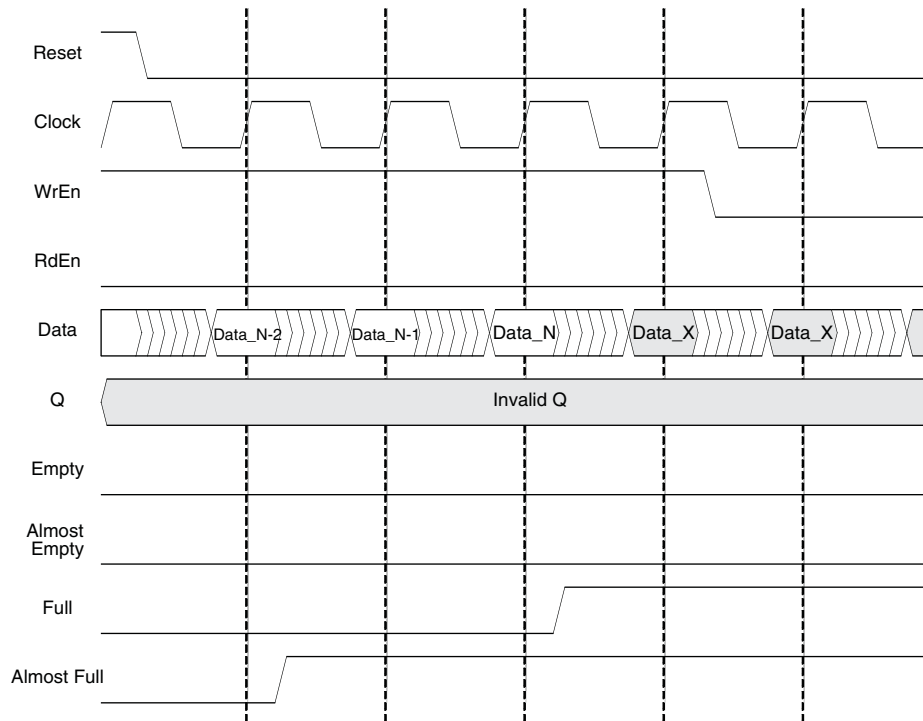 Reset
Clock
WrEn
RdEn
Data
Data_N-2
Data_N-1
Data_N
Data_X
Data_X
Q
Invalid Q
Empty
Almost
Empty
Full
Almost Full